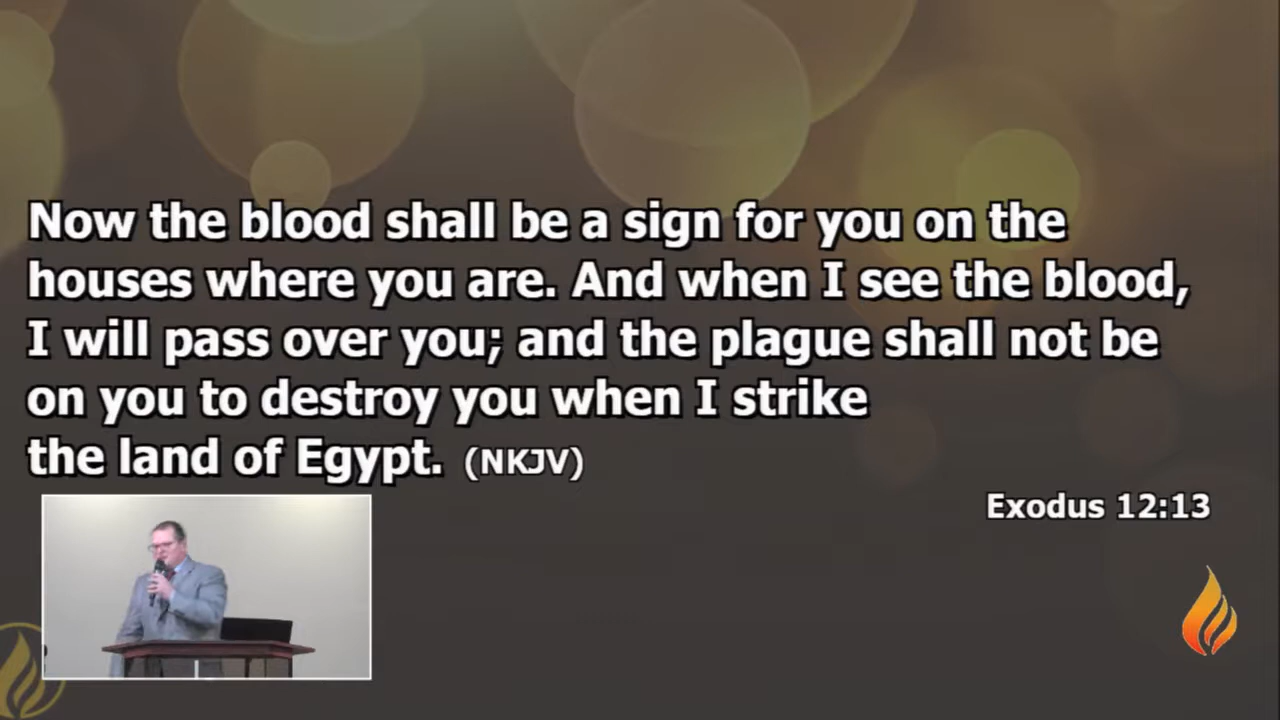 Now the blood shall be a sign for you on the
houses where you are. And when I see the blood,
I will pass over you; and the plague shall not be
on you to destroy you when I strike
the land of Egypt. (NKJV)
Exodus 12:13